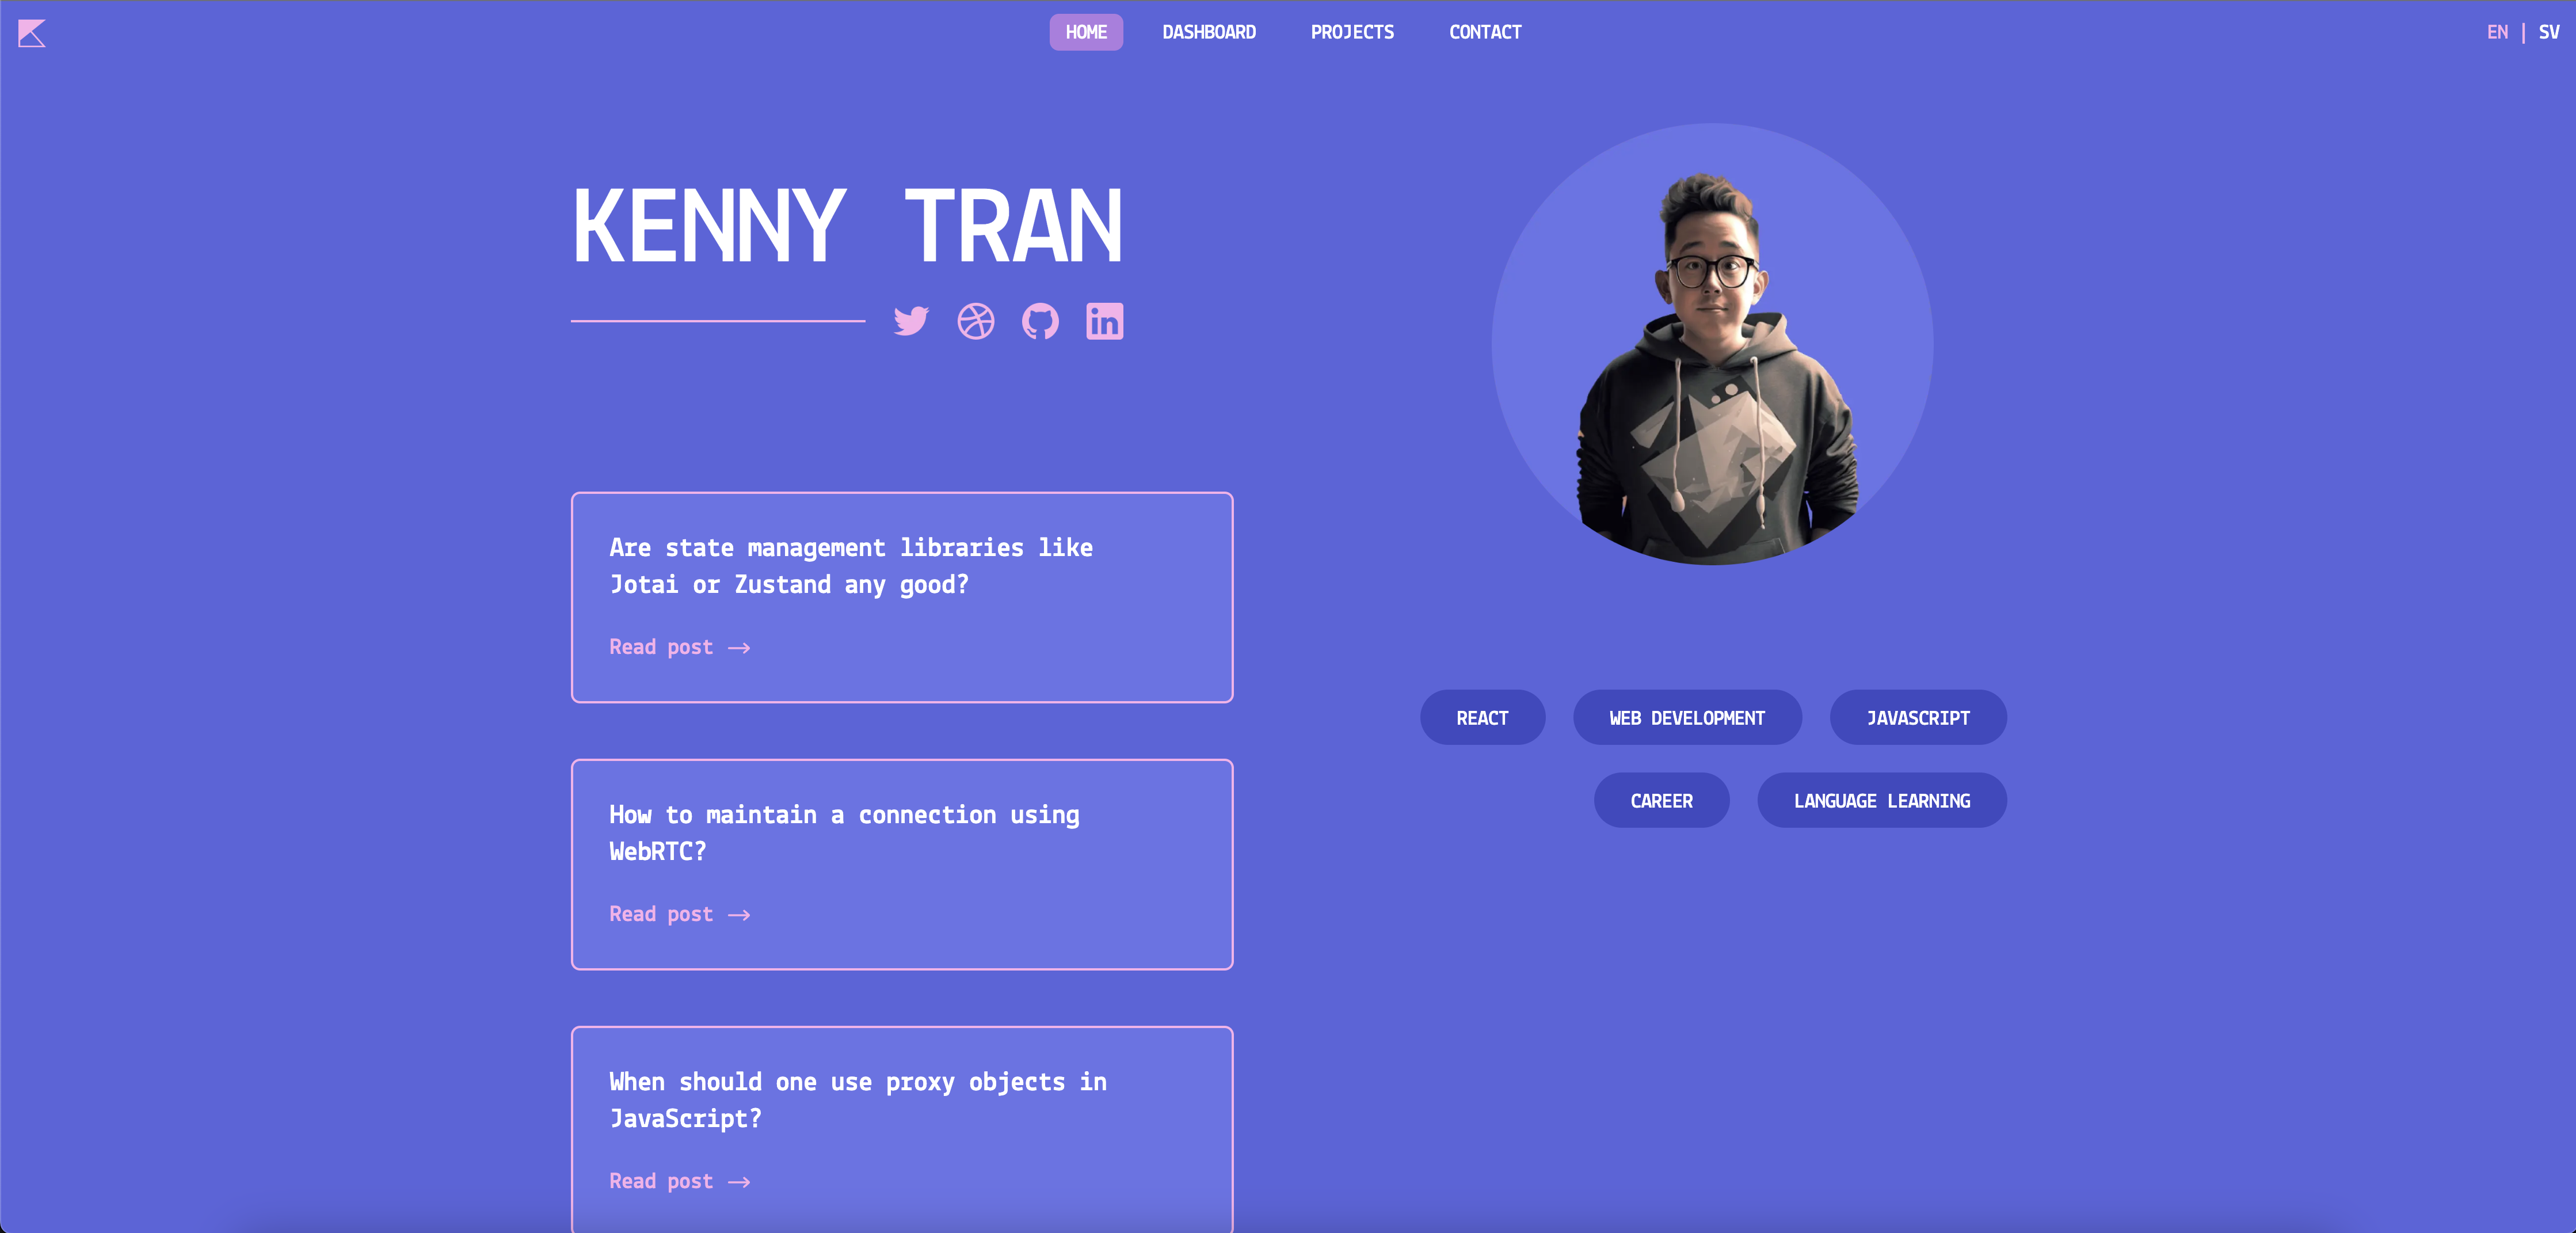 HOME DASHBOARD PROJECTS CONTACT
EN | SV
KENNY TRAN
Are state management libraries like
Jotai or Zustand any good?
Read post →
How to maintain a connection using
WebRTC?
Read post →
When should one use proxy objects in
JavaScript?
Read post →
REACT WEB DEVELOPMENT JAVASCRIPT
CAREER LANGUAGE LEARNING